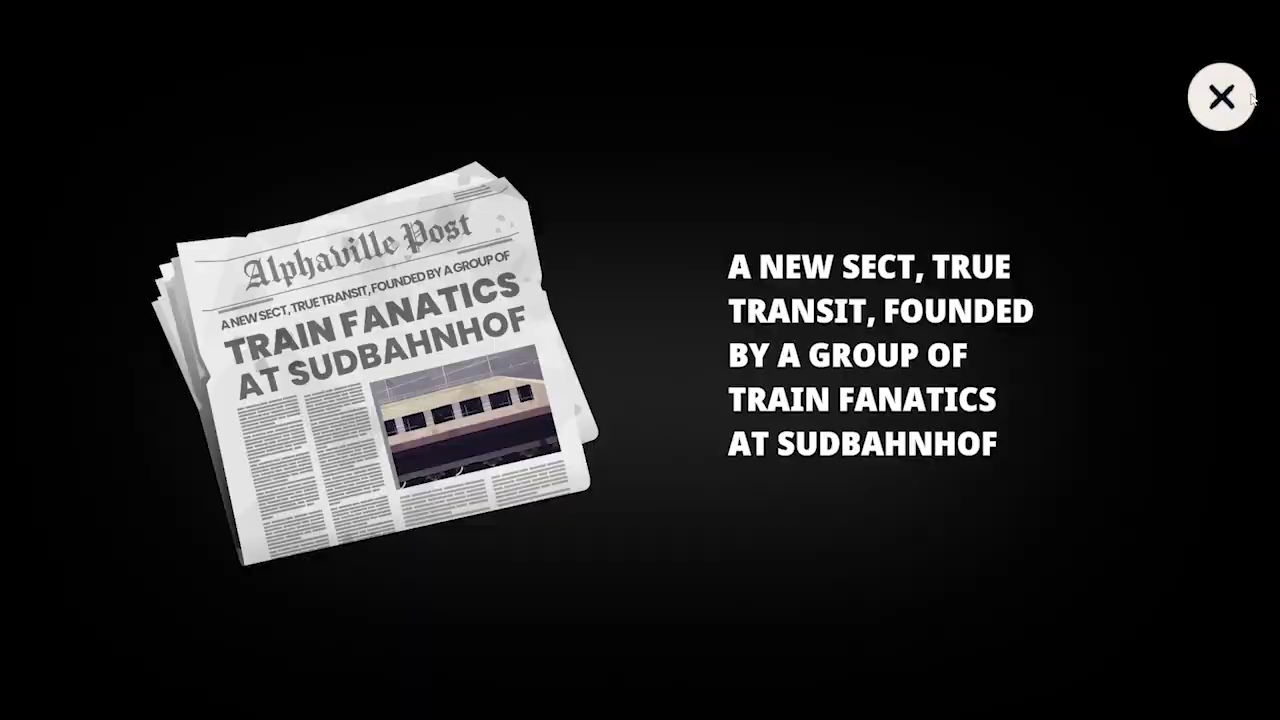 Alphaville Post
A NEW SECT, TRUE TRANSIT, FOUNDED BY A GROUP OF
TRAIN FANATICS
AT SUDBAHNHOF
A NEW SECT, TRUE
TRANSIT, FOUNDED
BY A GROUP OF
TRAIN FANATICS
AT SUDBAHNHOF